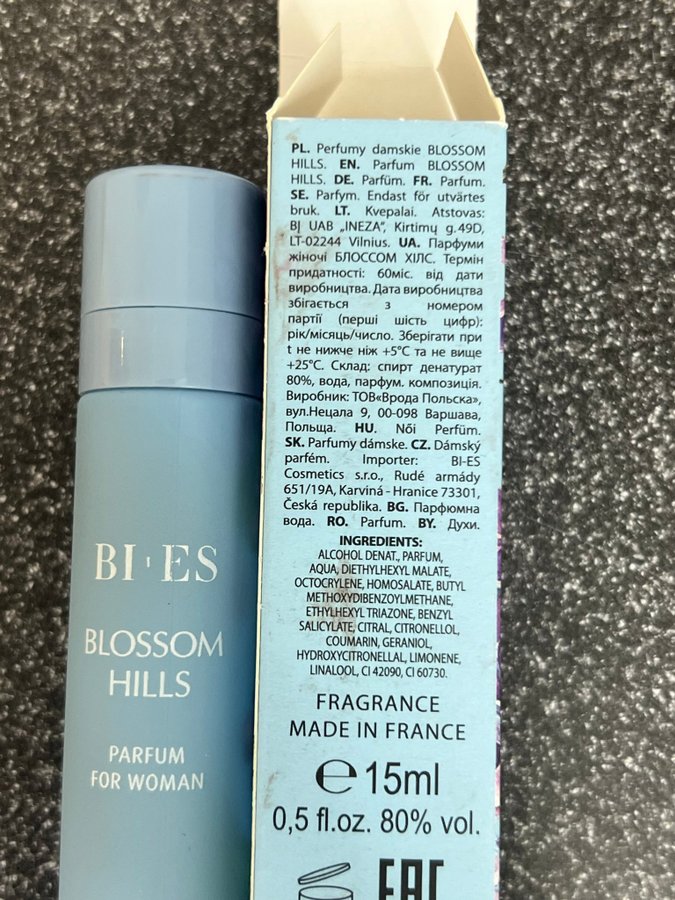 BI·ES
BLOSSOM
HILLS
PARFUM
FOR WOMAN
PL. Perfumy damskie BLOSSOM
HILLS. EN. Parfum BLOSSOM
HILLS. DE. Parfüm. FR. Parfum.
SE. Parfym. Endast för utvärtes
bruk. LT. Kvepalai. Atstovas:
BĮ UAB „INEZA”, Kirtimų g.49D,
LT-02244 Vilnius. UA. Парфуми
жіночі БЛОССОМ ХІЛС. Термін
придатності: 60міс. від дати
виробництва. Дата виробництва
збігається з номером
партії (перші шість цифр):
рік/місяць/число. Зберігати при
t не нижче ніж +5°C та не вище
+25°C. Склад: спирт денатурат
80%, вода, парфум. композиція.
Виробник: ТОВ«Врода Польска»,
вул.Нецала 9, 00-098 Варшава,
Польща. HU. Női Perfüm.
SK. Parfumy dámske. CZ. Dámský
parfém. Importer: BI-ES
Cosmetics s.r.o., Rudé armády
651/19A, Karviná - Hranice 73301,
Česká republika. BG. Парфюмна
вода. RO. Parfum. BY. Духи.
INGREDIENTS:
ALCOHOL DENAT., PARFUM,
AQUA, DIETHYLHEXYL MALATE,
OCTOCRYLENE, HOMOSALATE, BUTYL
METHOXYDIBENZOYLMETHANE,
ETHYLHEXYL TRIAZONE, BENZYL
SALICYLATE, CITRAL, CITRONELLOL,
COUMARIN, GERANIOL,
HYDROXYCITRONELLAL, LIMONENE,
LINALOOL, CI 42090, CI 60730.
FRAGRANCE
MADE IN FRANCE
℮15ml
0,5 fl.oz. 80% vol.
EAC